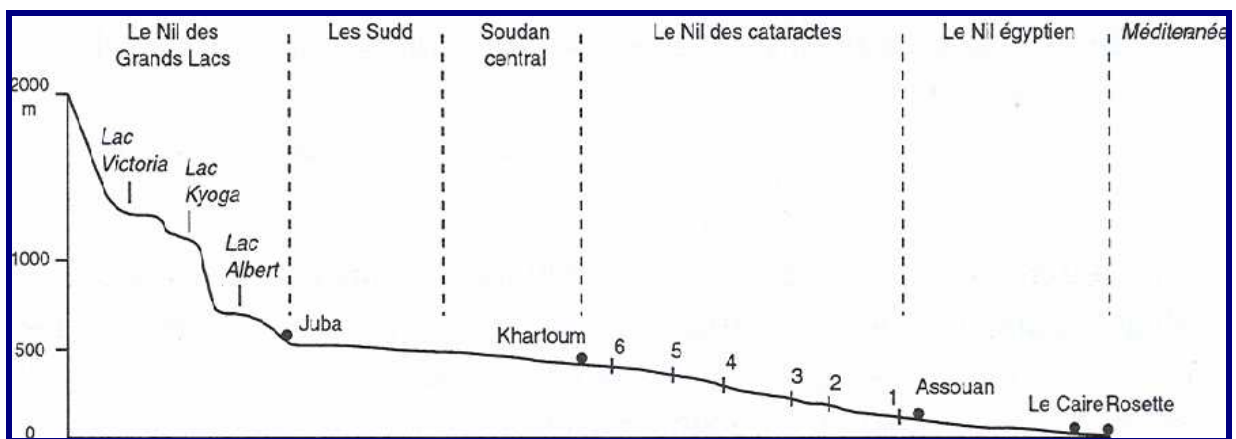 Le Nil des
Grands Lacs
Les Sudd
Soudan
central
Le Nil des cataractes
Le Nil égyptien
Méditerranée
2000
m
Lac
Victoria
Lac
Kyoga
Lac
Albert
1000
500
0
Juba
Khartoum
6
5
4
3
2
1
Assouan
Le Caire
Rosette